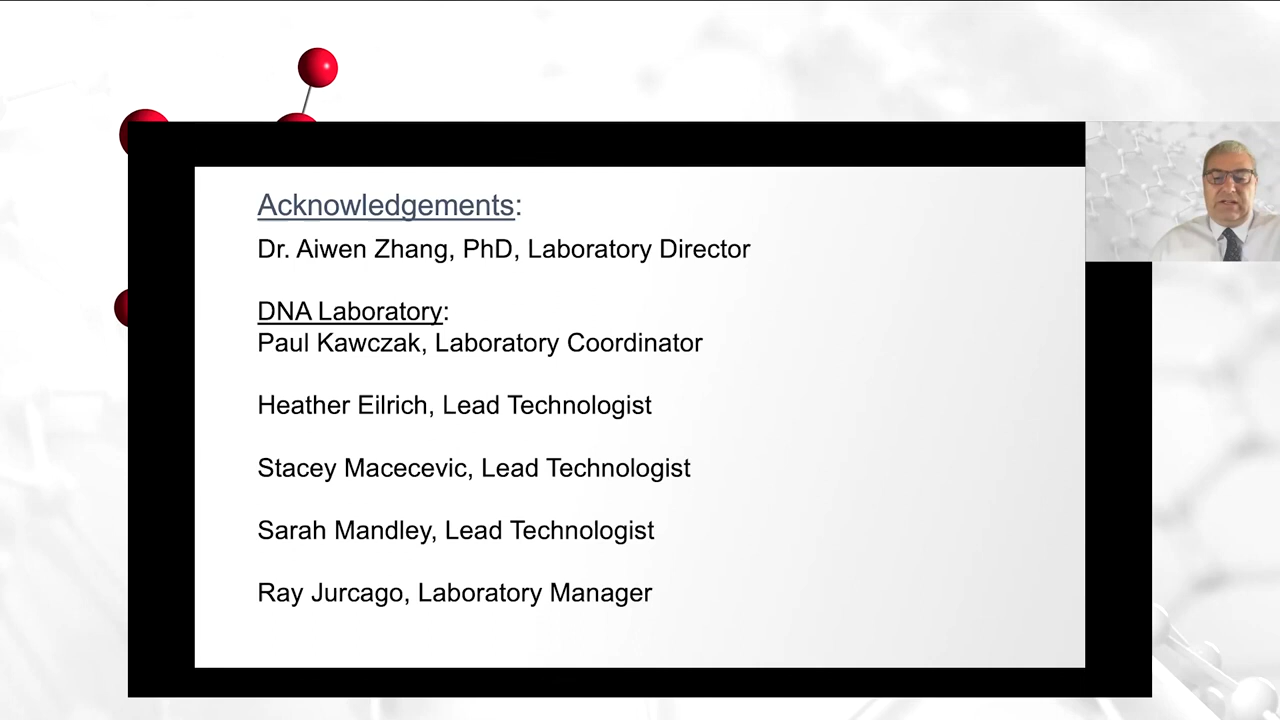 Acknowledgements:
Dr. Aiwen Zhang, PhD, Laboratory Director
DNA Laboratory:
Paul Kawczak, Laboratory Coordinator
Heather Eilrich, Lead Technologist
Stacey Macecevic, Lead Technologist
Sarah Mandley, Lead Technologist
Ray Jurcago, Laboratory Manager